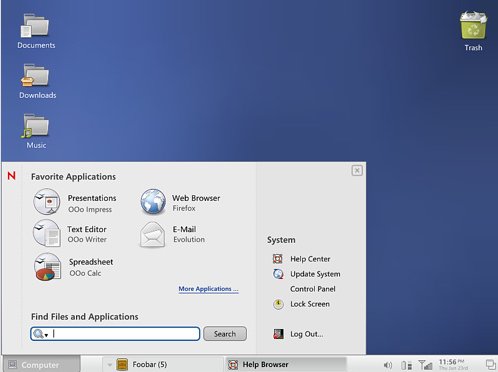 Documents
Downloads
Music
Trash
N
Favorite Applications
Presentations
OOo Impress
Web Browser
Firefox
Text Editor
OOo Writer
E-Mail
Evolution
Spreadsheet
OOo Calc
More Applications ...
System
Help Center
Update System
Control Panel
Lock Screen
Log Out...
Find Files and Applications
Search
Computer
Foobar (5)
Help Browser
11:56 PM
Thu Jan 23rd